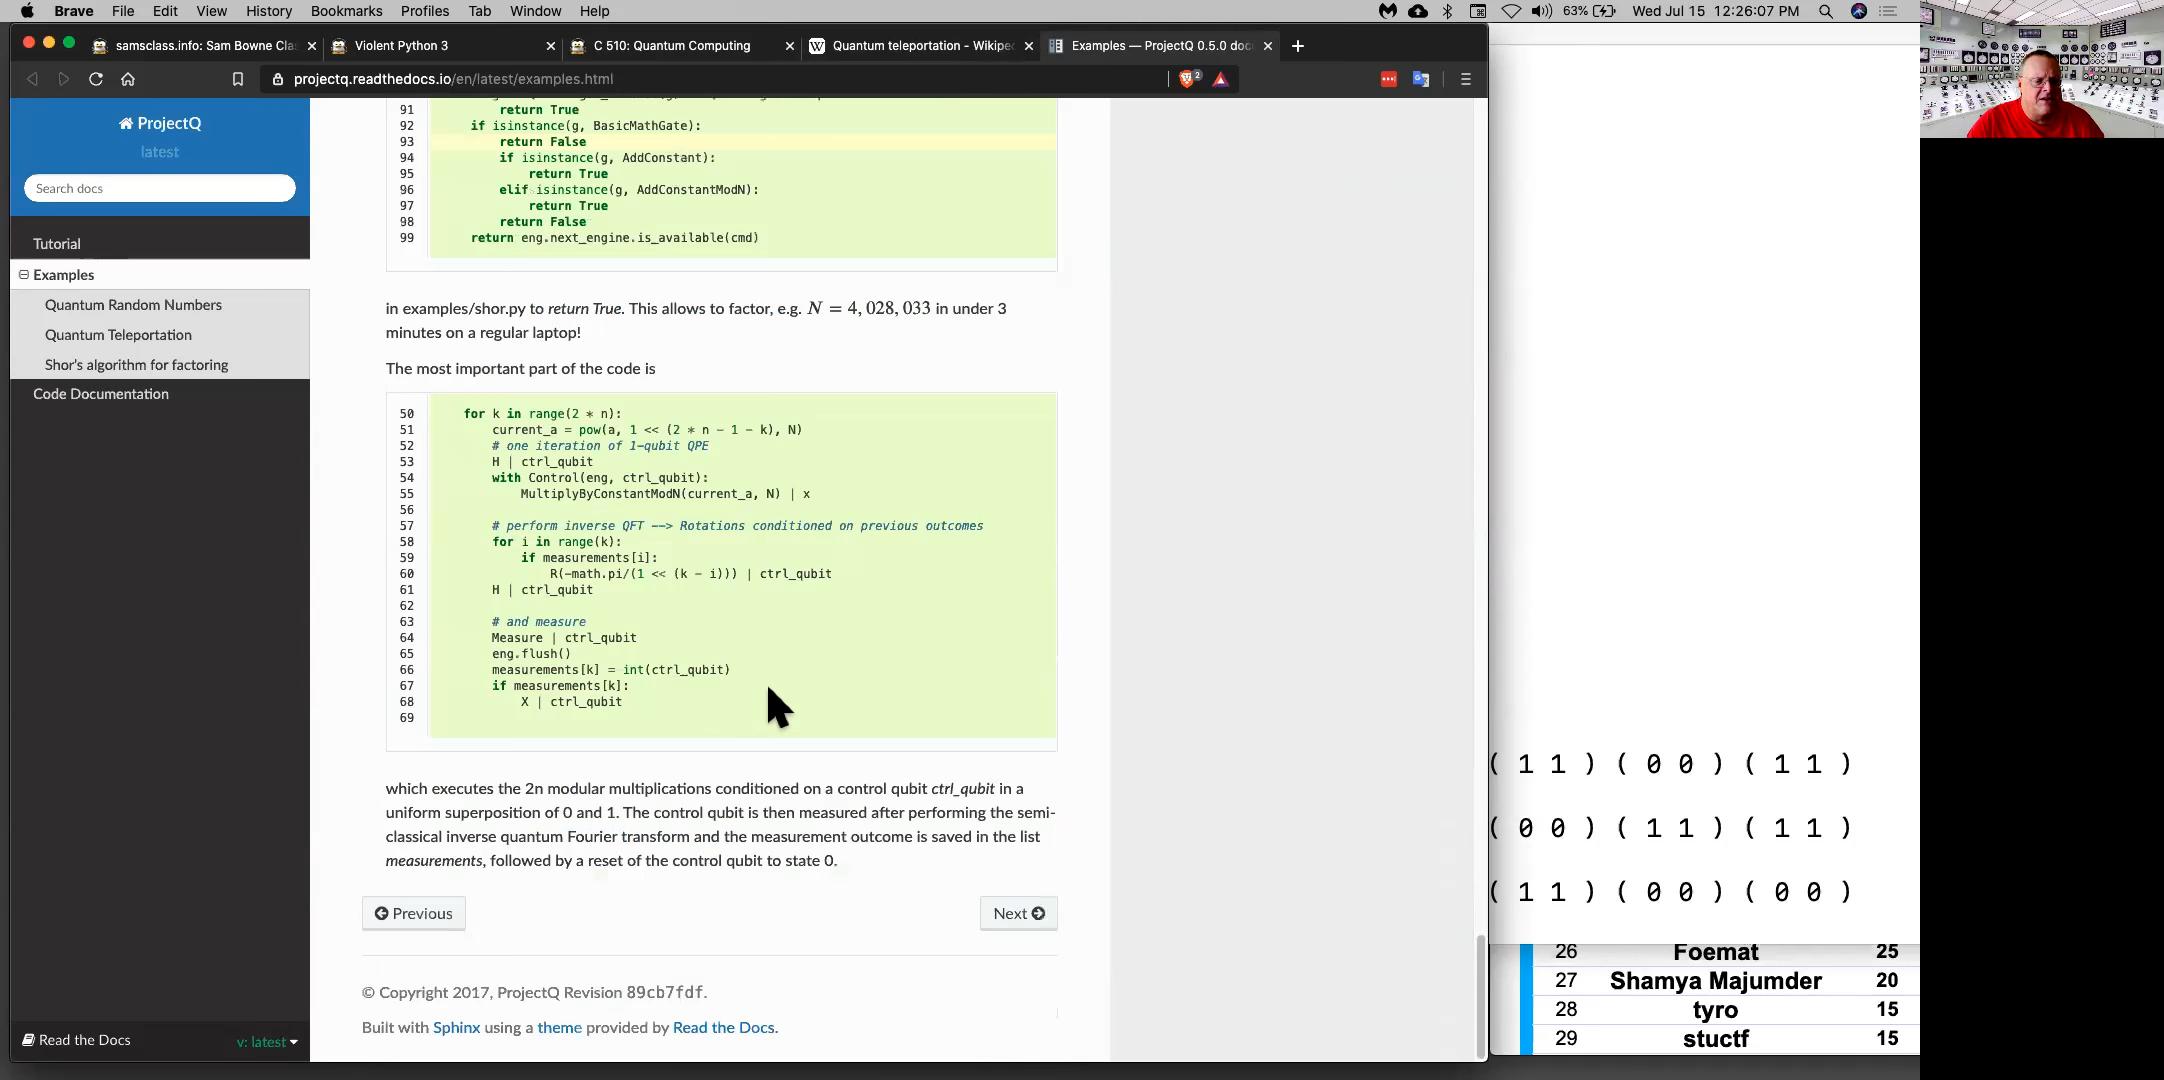 Brave File Edit View History Bookmarks Profiles Tab Window Help
63% Wed Jul 15 12:26:07 PM
samsclass.info: Sam Bowne Cla
Violent Python 3
C 510: Quantum Computing
Quantum teleportation - Wikipe
Examples — ProjectQ 0.5.0 doc
projectq.readthedocs.io/en/latest/examples.html
2
ProjectQ
latest
Search docs
Tutorial
Examples
Quantum Random Numbers
Quantum Teleportation
Shor's algorithm for factoring
Code Documentation
Read the Docs
v: latest
91 return True
92 if isinstance(g, BasicMathGate):
93 return False
94 if isinstance(g, AddConstant):
95 return True
96 elif isinstance(g, AddConstantModN):
97 return True
98 return False
99 return eng.next_engine.is_available(cmd)
in examples/shor.py to return True. This allows to factor, e.g. N = 4, 028, 033 in under 3
minutes on a regular laptop!
The most important part of the code is
50 for k in range(2 * n):
51 current_a = pow(a, 1 << (2 * n - 1 - k), N)
52 # one iteration of 1-qubit QPE
53 H | ctrl_qubit
54 with Control(eng, ctrl_qubit):
55 MultiplyByConstantModN(current_a, N) | x
56
57 # perform inverse QFT --> Rotations conditioned on previous outcomes
58 for i in range(k):
59 if measurements[i]:
60 R(-math.pi/(1 << (k - i))) | ctrl_qubit
61 H | ctrl_qubit
62
63 # and measure
64 Measure | ctrl_qubit
65 eng.flush()
66 measurements[k] = int(ctrl_qubit)
67 if measurements[k]:
68 X | ctrl_qubit
69
which executes the 2n modular multiplications conditioned on a control qubit ctrl_qubit in a
uniform superposition of 0 and 1. The control qubit is then measured after performing the semi-
classical inverse quantum Fourier transform and the measurement outcome is saved in the list
measurements, followed by a reset of the control qubit to state 0.
Previous
Next
© Copyright 2017, ProjectQ Revision 89cb7fdf.
Built with Sphinx using a theme provided by Read the Docs.
( 1 1 ) ( 0 0 ) ( 1 1 )
( 0 0 ) ( 1 1 ) ( 1 1 )
( 1 1 ) ( 0 0 ) ( 0 0 )
26 Foemat 25
27 Shamya Majumder 20
28 tyro 15
29 stuctf 15